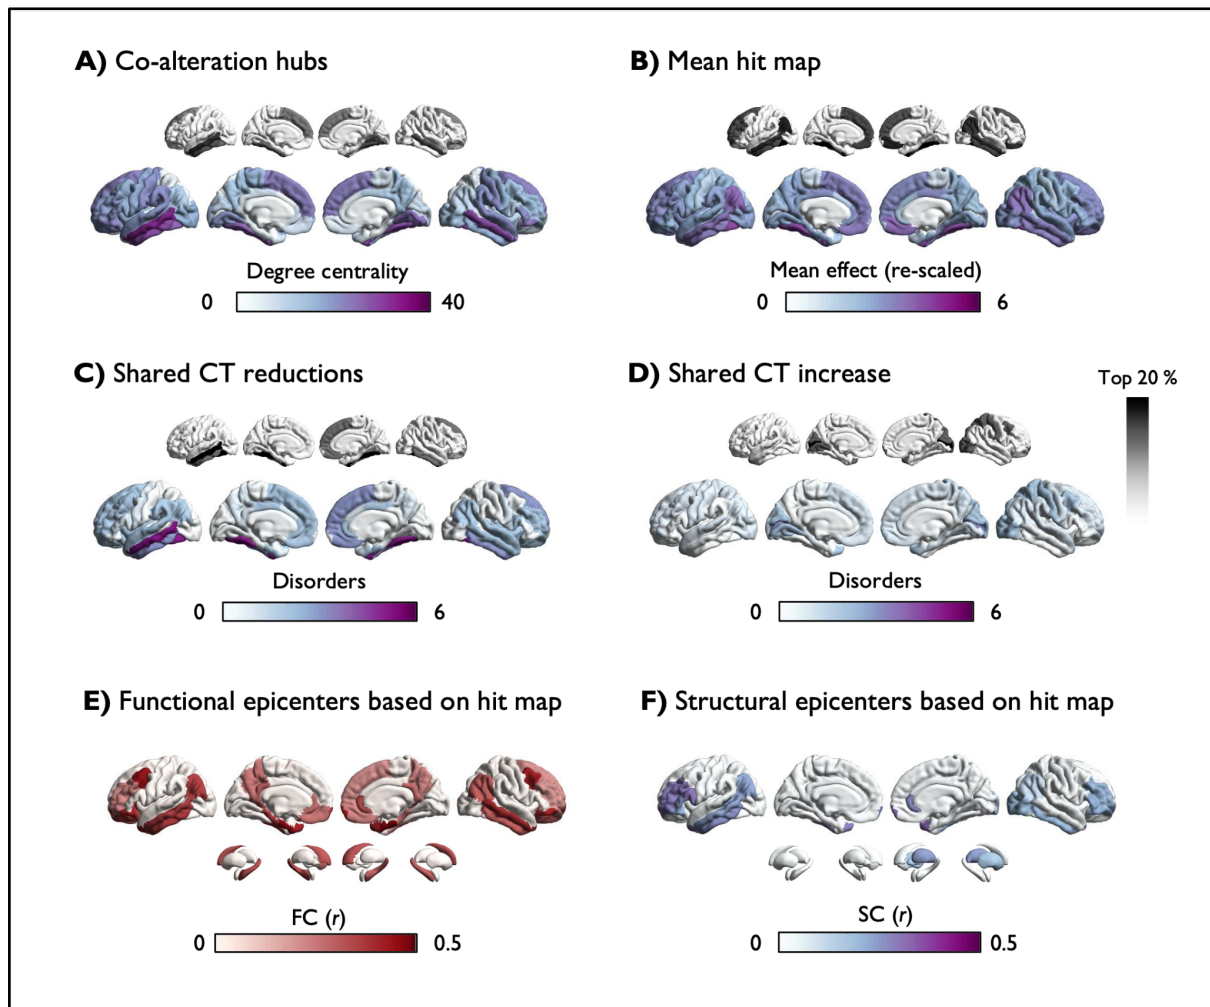 A) Co-alteration hubs
B) Mean hit map
Degree centrality
0 40
Mean effect (re-scaled)
0 6
C) Shared CT reductions
D) Shared CT increase
Top 20 %
Disorders
0 6
Disorders
0 6
E) Functional epicenters based on hit map
F) Structural epicenters based on hit map
FC (r)
0 0.5
SC (r)
0 0.5